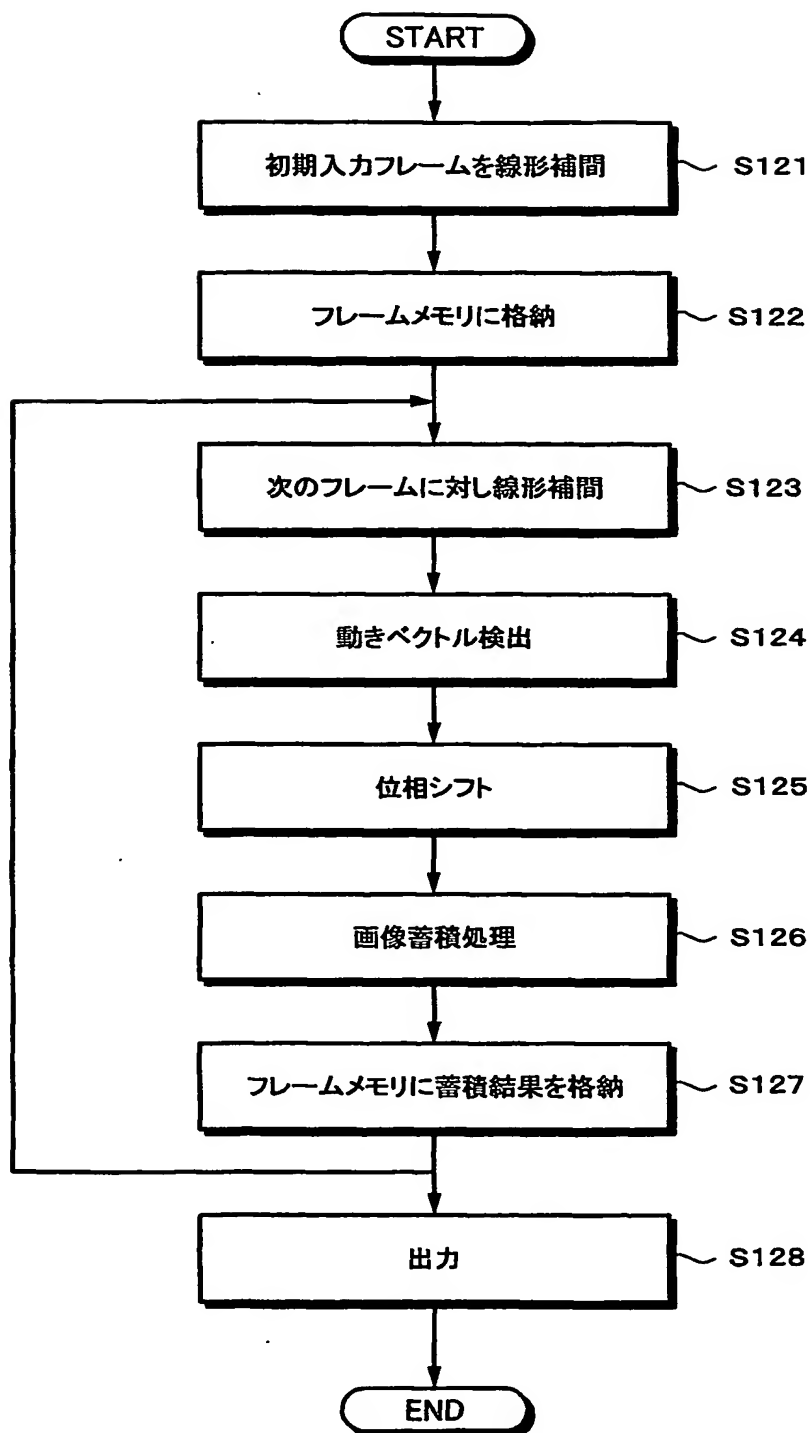 START
初期入力フレームを線形補間 S121
フレームメモリに格納 S122
次のフレームに対し線形補間 S123
動きベクトル検出 S124
位相シフト S125
画像蓄積処理 S126
フレームメモリに蓄積結果を格納 S127
出力 S128
END